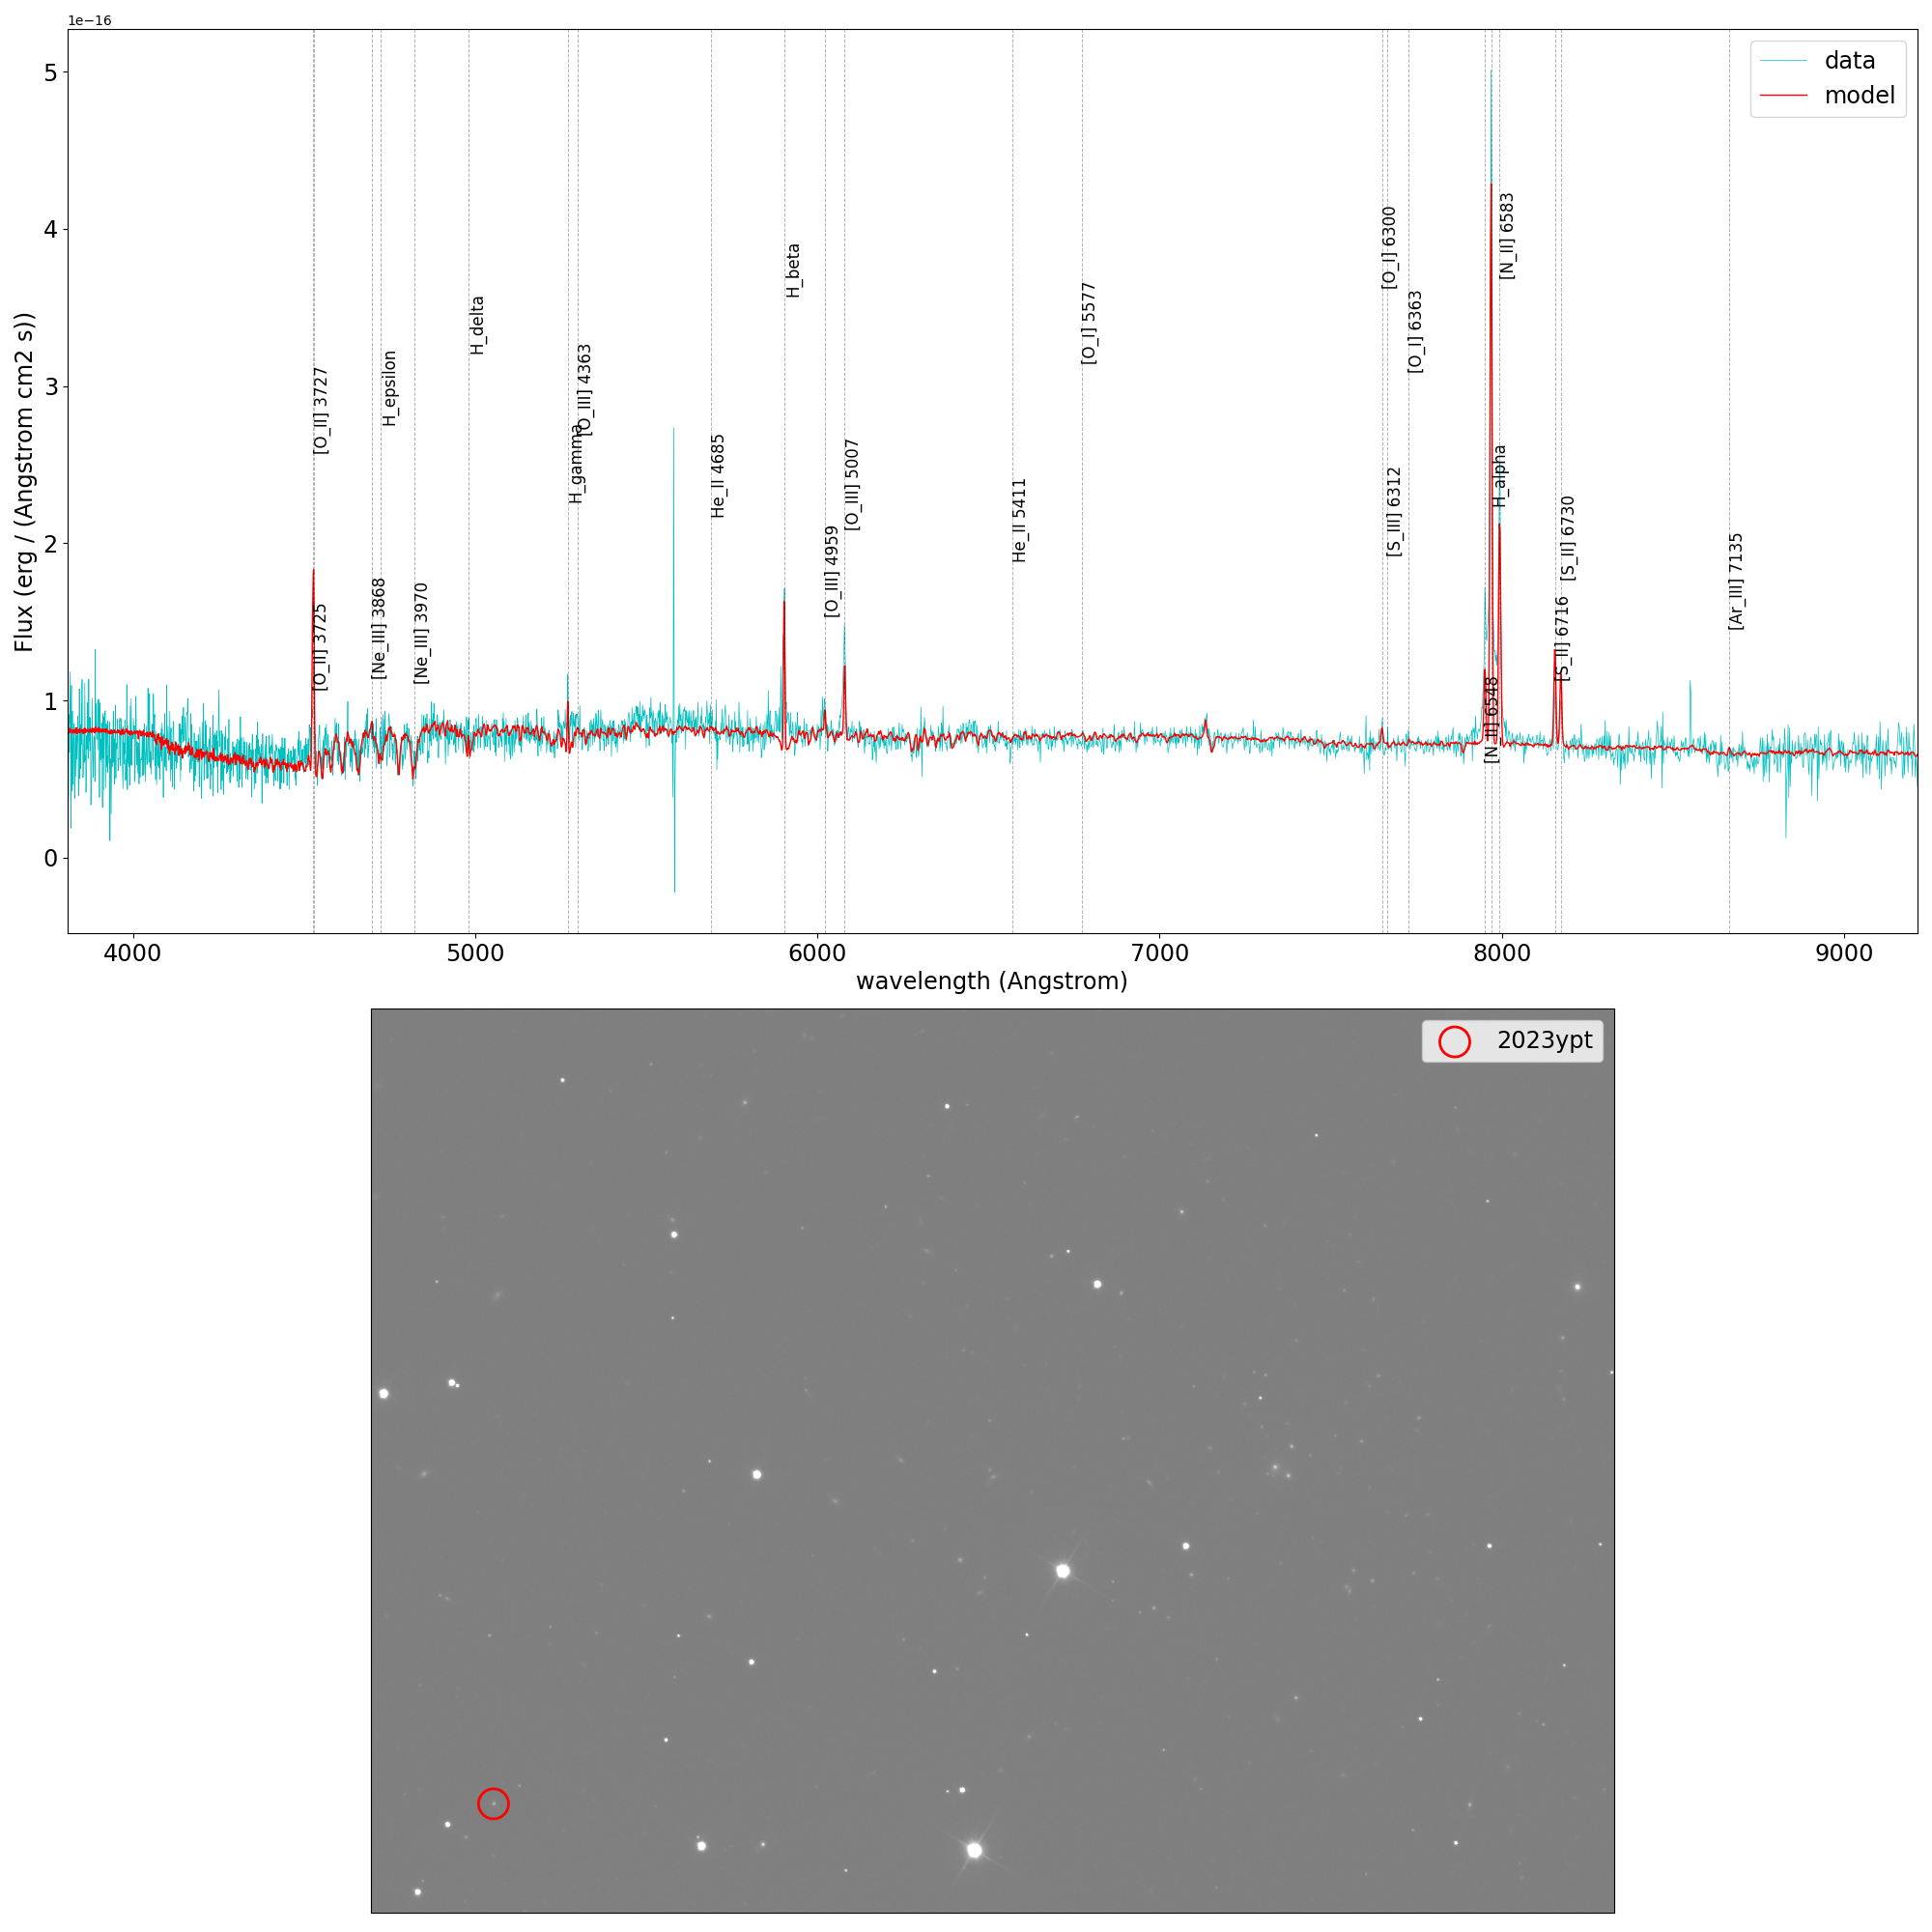 1e−16
data
model
5
4
3
2
1
0
Flux (erg / (Angstrom cm2 s))
[O_II] 3727
[O_II] 3725
[Ne_III] 3868
H_epsilon
[Ne_III] 3970
H_delta
H_gamma
[O_III] 4363
He_II 4685
H_beta
[O_III] 4959
[O_III] 5007
He_II 5411
[O_I] 5577
[O_I] 6300
[S_III] 6312
[O_I] 6363
[N_II] 6548
H_alpha
[N_II] 6583
[S_II] 6716
[S_II] 6730
[Ar_III] 7135
4000 5000 6000 7000 8000 9000
wavelength (Angstrom)
2023ypt